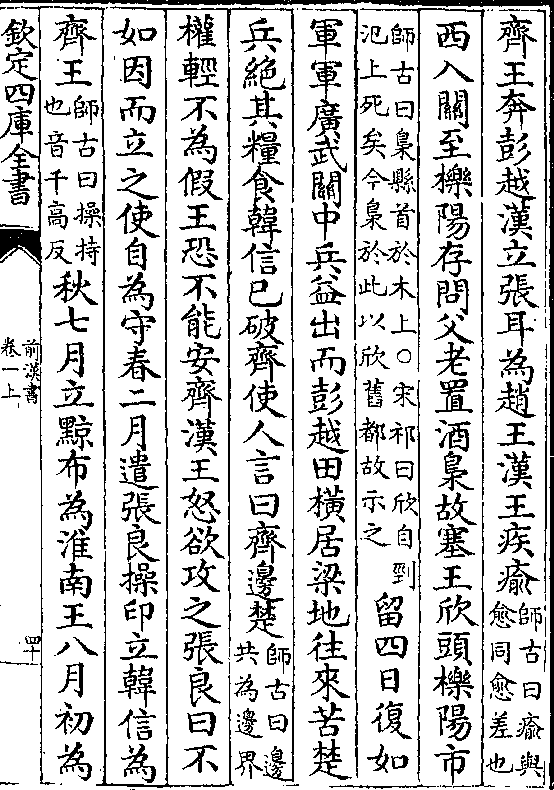 齊王奔彭越漢立張耳為趙王漢王疾瘉師古曰瘉與愈同愈差也
西入關至櫟陽存問父老置酒梟故塞王欣頭櫟陽市
師古曰梟縣首於木上○宋祁曰欣自剄汜上死矣今梟於此以欣舊都故示之留四日復如
軍軍廣武關中兵益出而彭越田橫居梁地往來苦楚
兵絶其糧食韓信已破齊使人言曰齊邊楚師古曰邊共為邊界
權輕不為假王恐不能安齊漢王怒欲攻之張良曰不
如因而立之使自為守春二月遣張良操印立韓信為
齊王師古曰操持也音千高反秋七月立黥布為淮南王八月初為
欽定四庫全書
前漢書
卷一上
四十